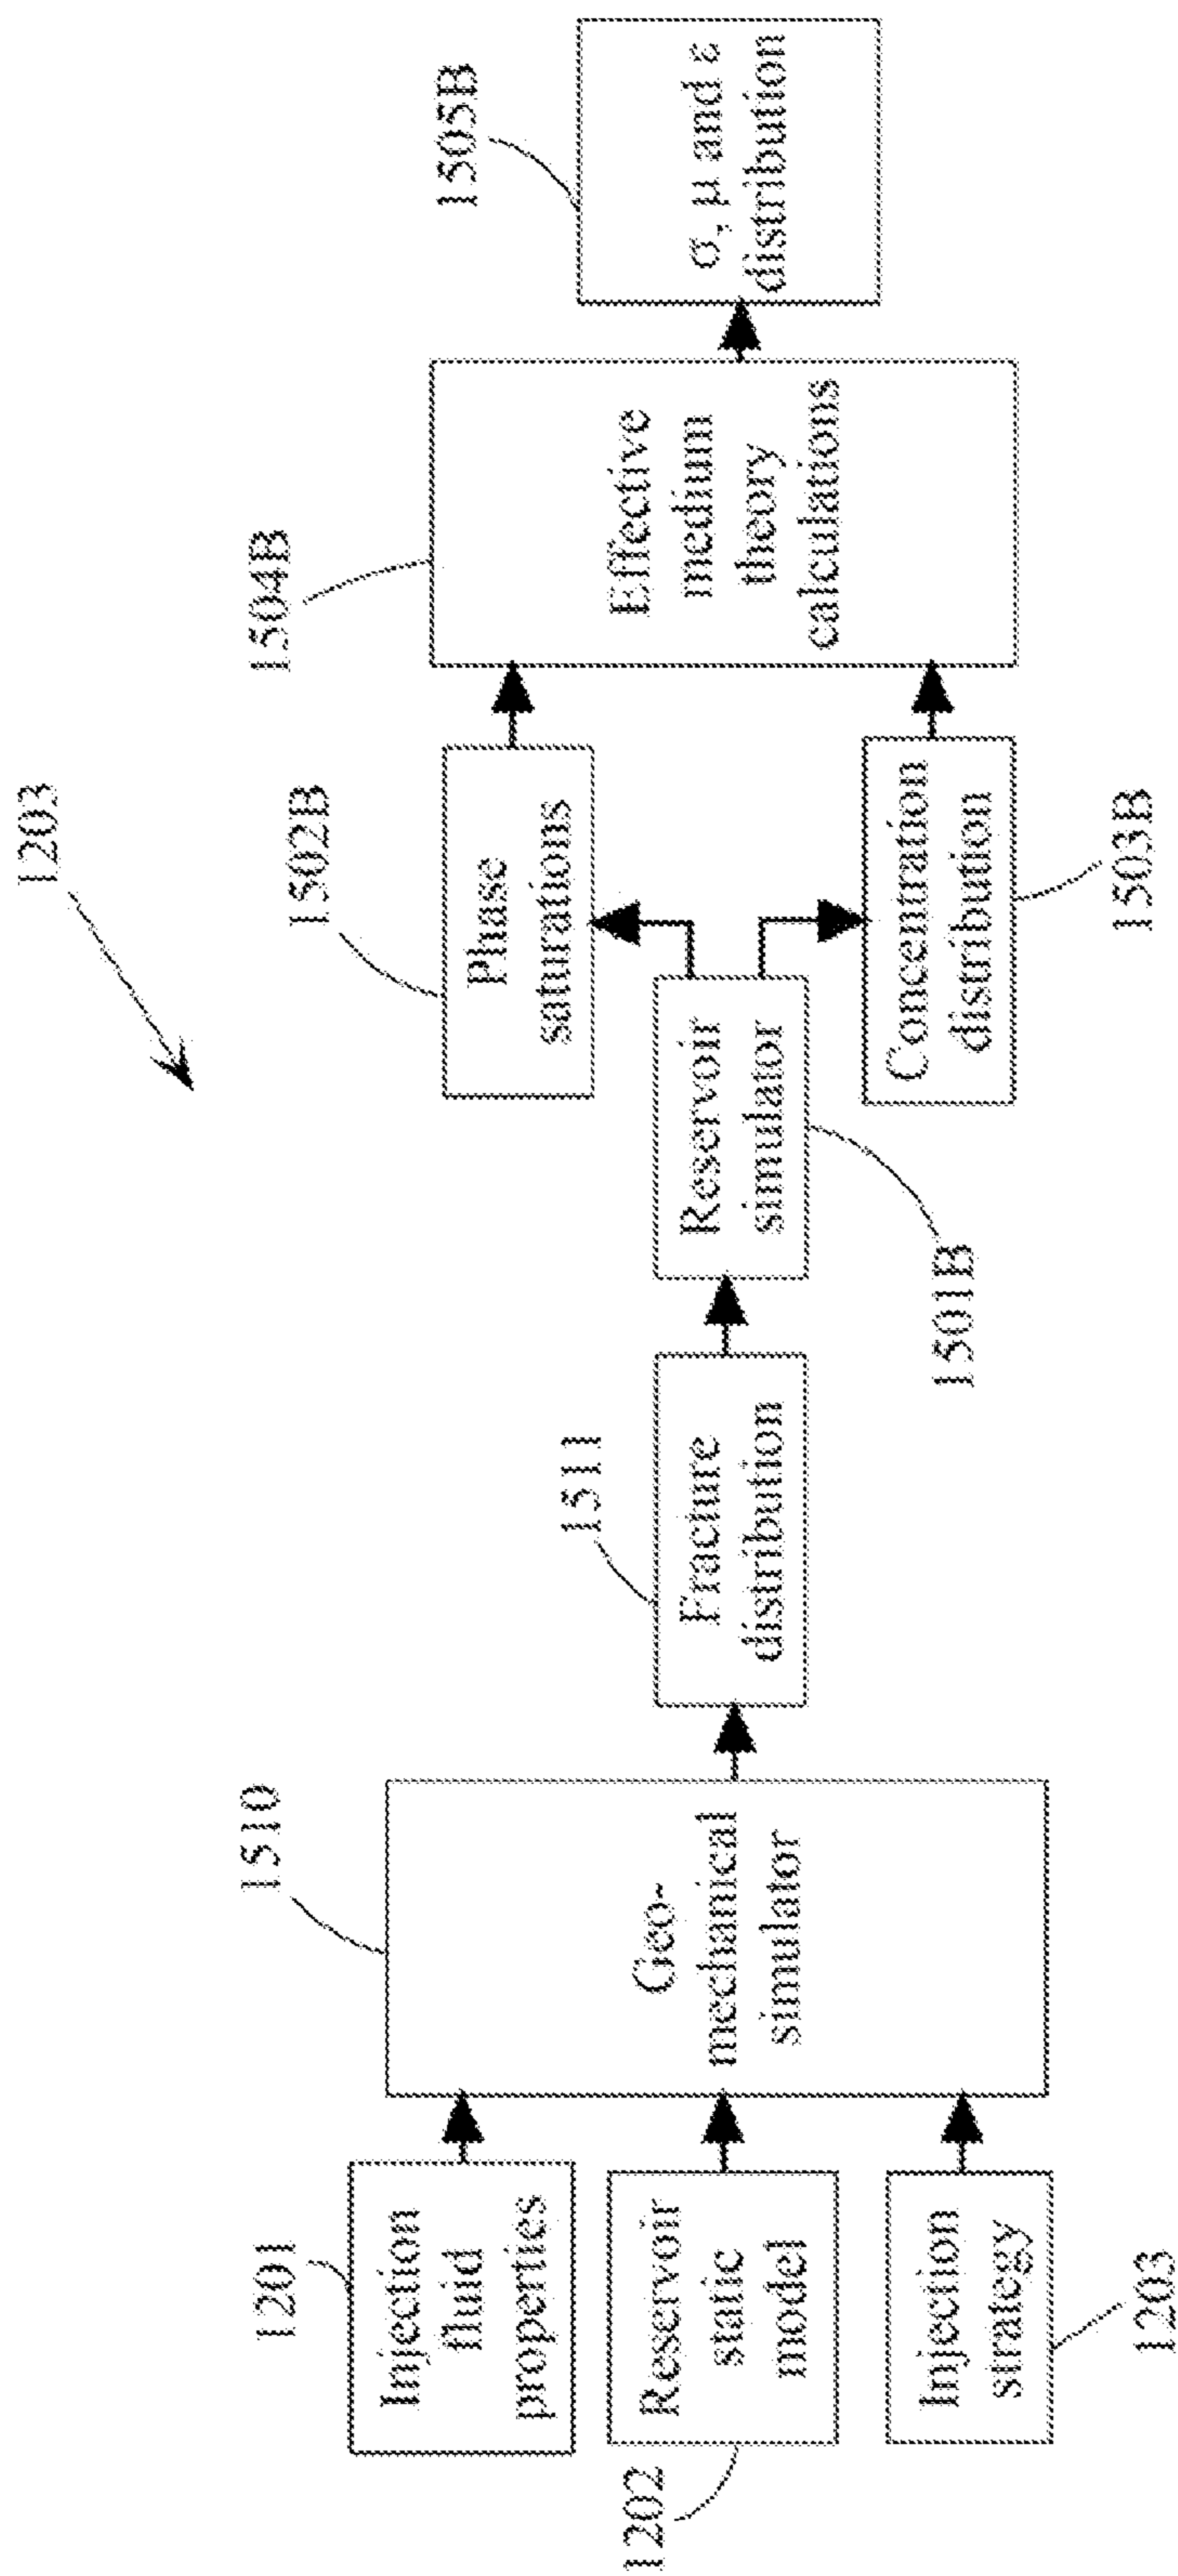 1203
1201
Injection
fluid
properties
1202
Reservoir
static
model
Injection
strategy
1203
1510
Geo-
mechanical
simulator
1511
Fracture
distribution
Reservoir
simulator
1501B
1502B
Phase
saturations
Concentration
distribution
1503B
1504B
Effective
medium
theory
calculations
1505B
σ, μ and ε
distribution